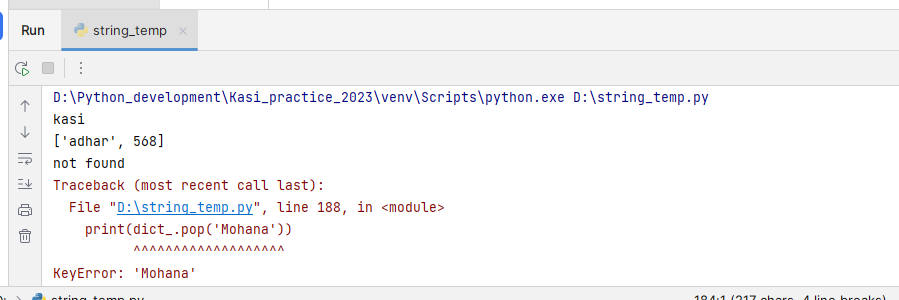 Run string_temp ×
D:\Python_development\Kasi_practice_2023\venv\Scripts\python.exe D:\string_temp.py
kasi
['adhar', 568]
not found
Traceback (most recent call last):
  File "D:\string_temp.py", line 188, in <module>
    print(dict_.pop('Mohana'))
          ^^^^^^^^^^^^^^^^^^^
KeyError: 'Mohana'
string_temp.py 184:1 (217 chars, 4 line breaks)